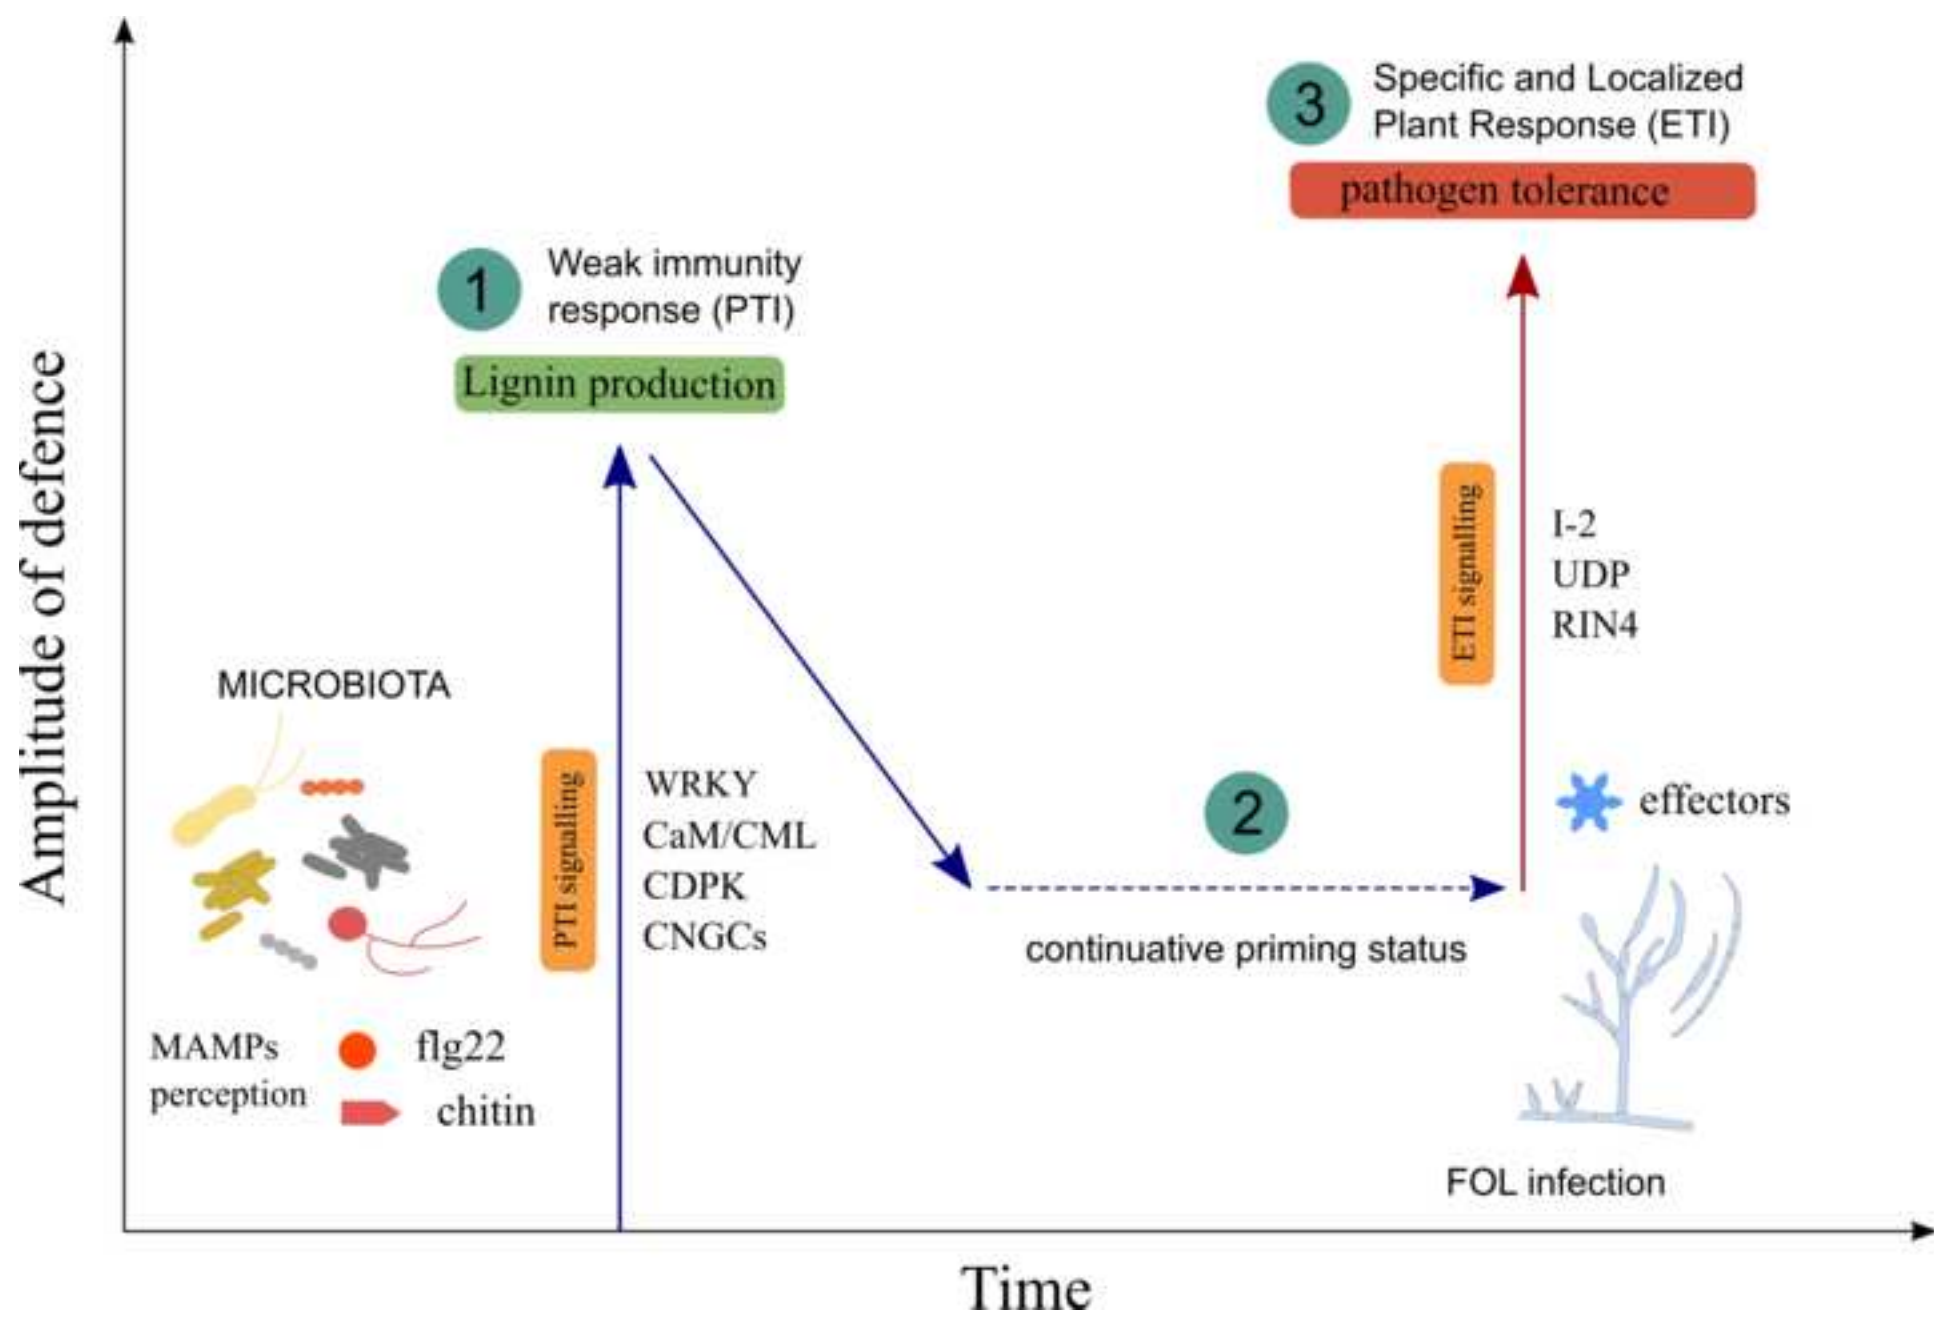 Amplitude of defence
1
Weak immunity
response (PTI)
Lignin production
MICROBIOTA
MAMPs
perception
flg22
chitin
PTI signalling
WRKY
CaM/CML
CDPK
CNGCs
2
continuative priming status
3
Specific and Localized
Plant Response (ETI)
pathogen tolerance
ETI signalling
I-2
UDP
RIN4
effectors
FOL infection
Time